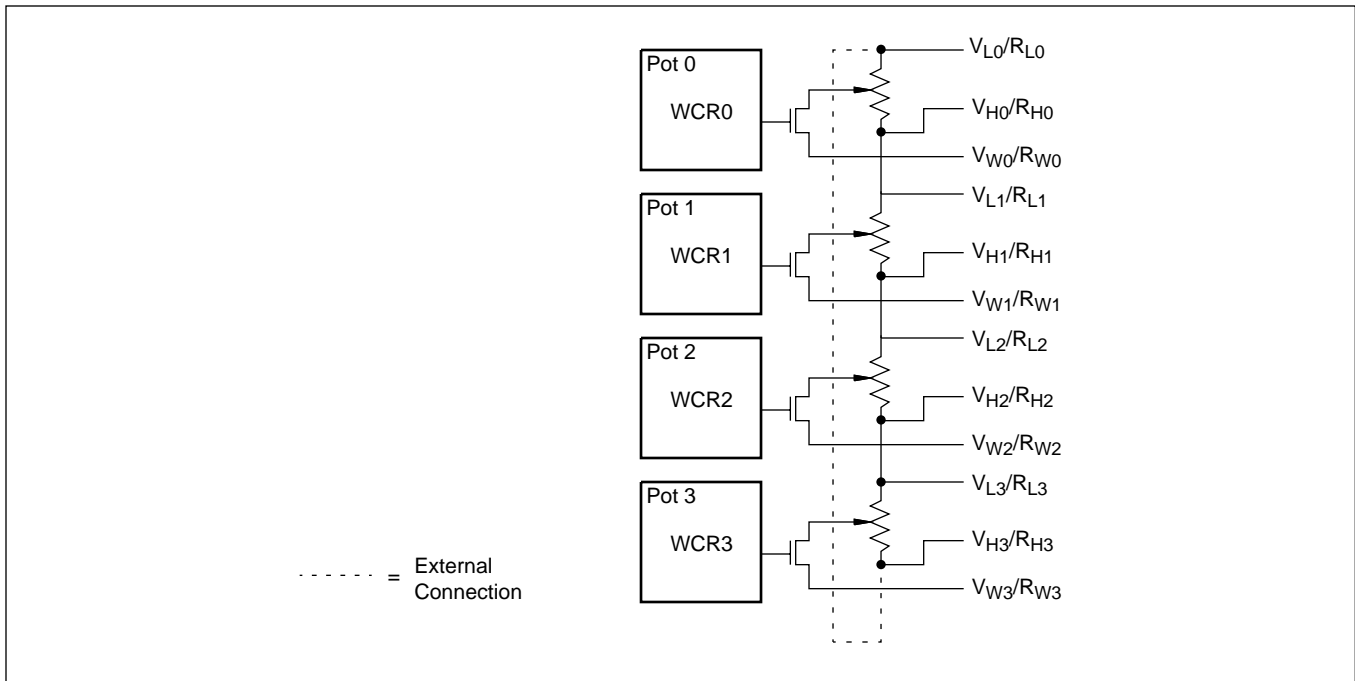 Pot 0
WCR0
VL0/RL0
VH0/RH0
VW0/RW0
Pot 1
WCR1
VL1/RL1
VH1/RH1
VW1/RW1
Pot 2
WCR2
VL2/RL2
VH2/RH2
VW2/RW2
Pot 3
WCR3
VL3/RL3
VH3/RH3
VW3/RW3
= External
Connection